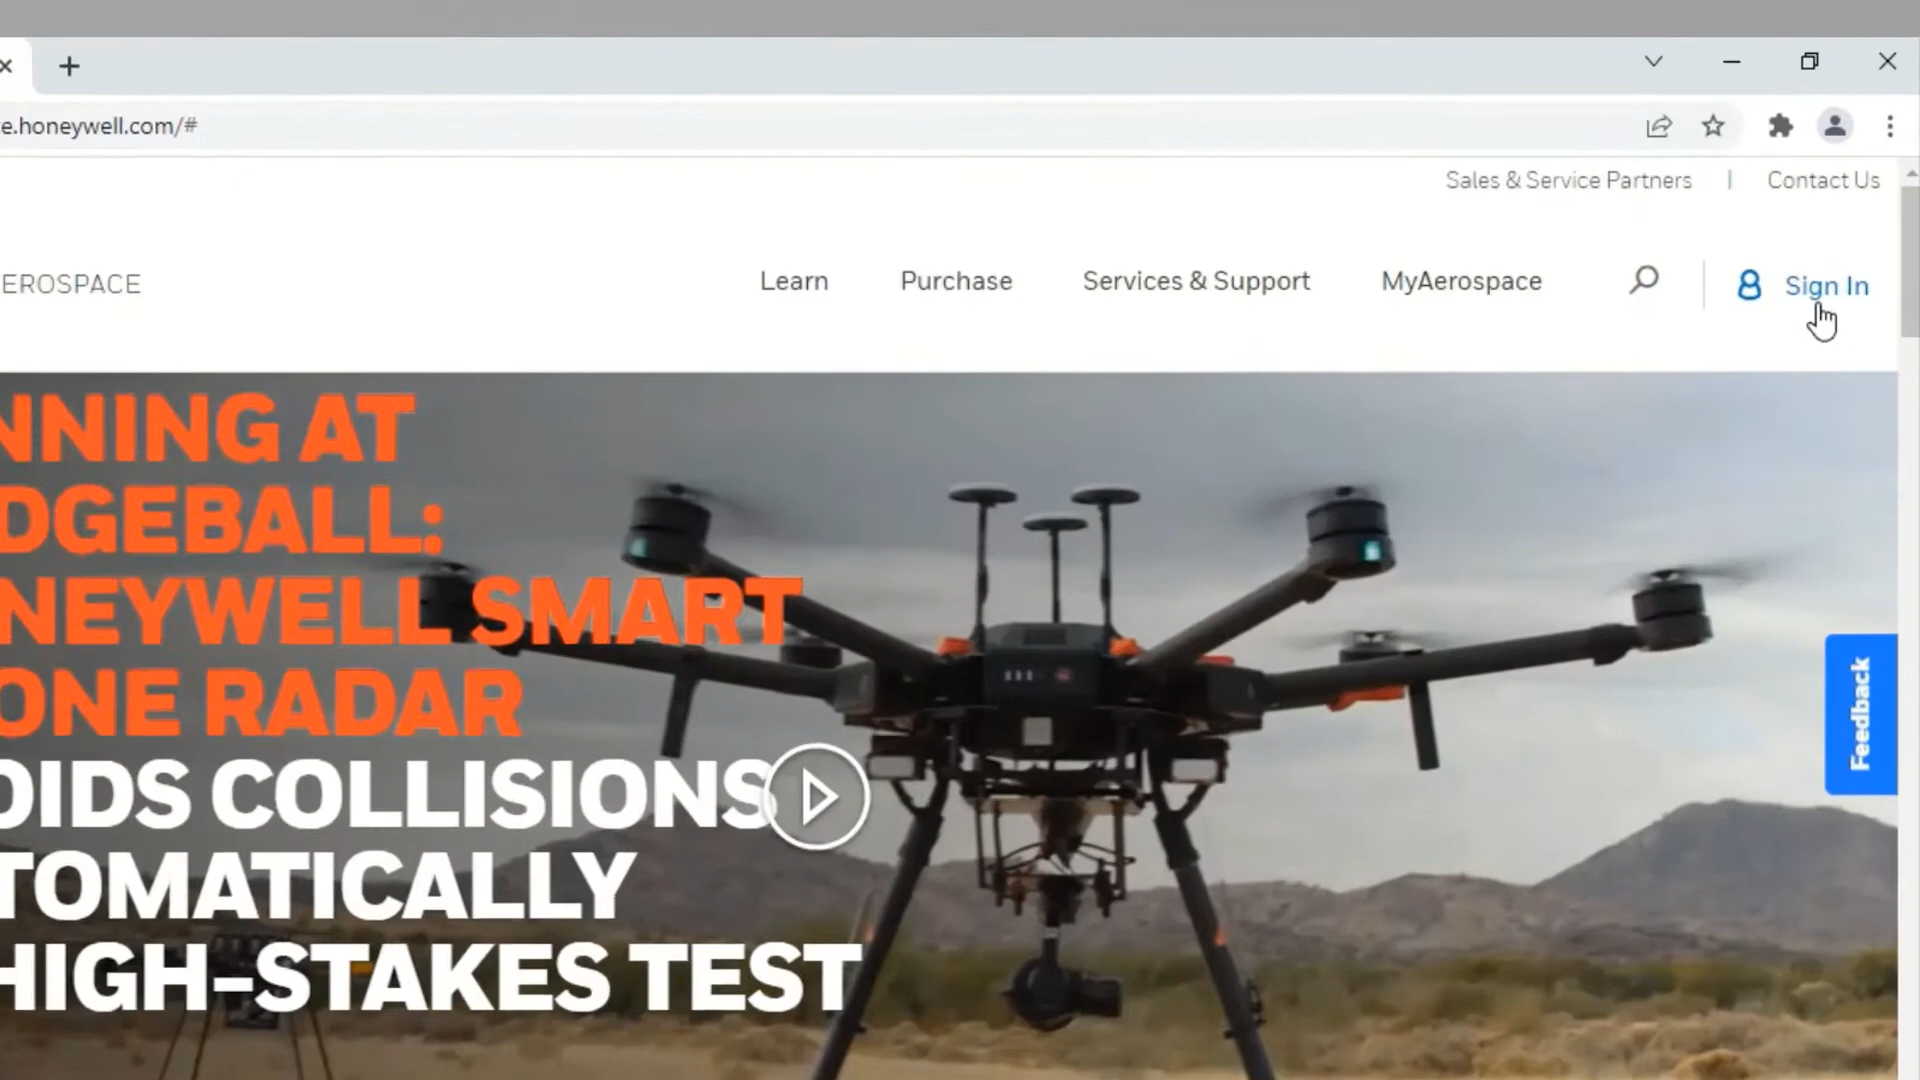 e.honeywell.com/#
Sales & Service Partners | Contact Us
EROSPACE
Learn Purchase Services & Support MyAerospace Sign In
NNING AT
DGEBALL:
NEYWELL SMART
ONE RADAR
OIDS COLLISIONS
TOMATICALLY
HIGH-STAKES TEST
Feedback